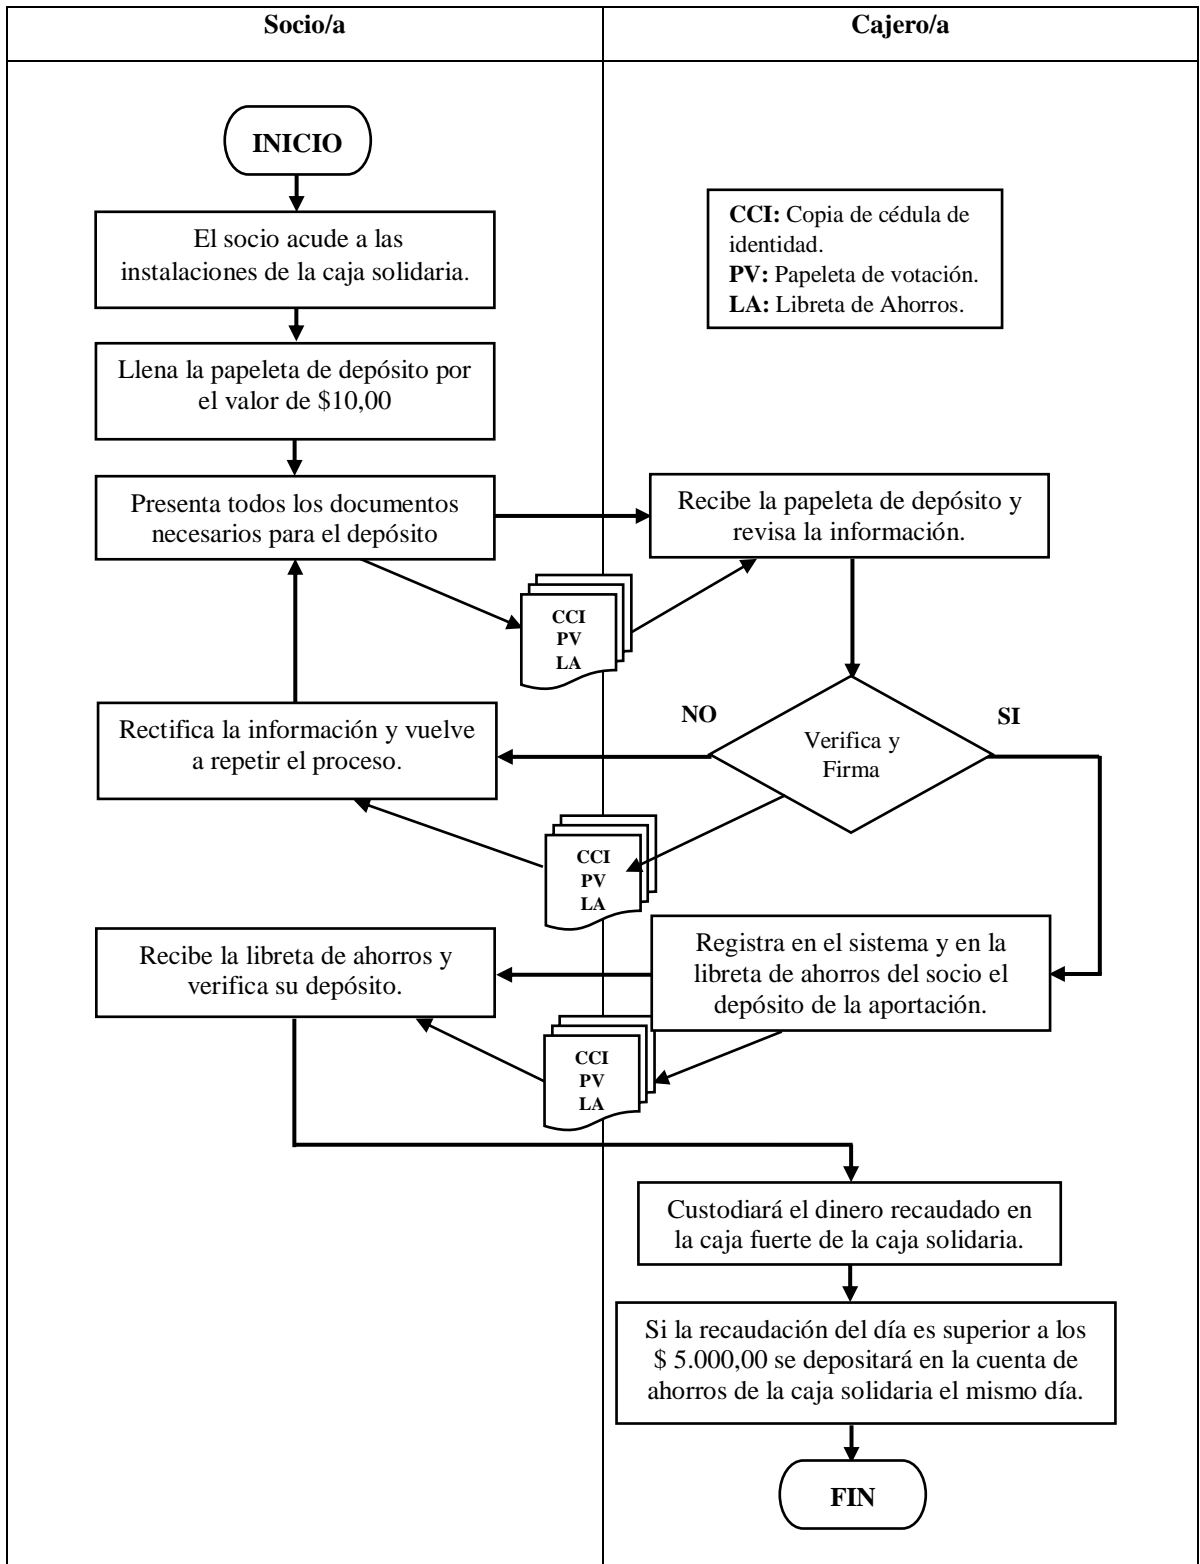 Socio/a
Cajero/a
INICIO
El socio acude a las
instalaciones de la caja solidaria.
CCI: Copia de cédula de
identidad.
PV: Papeleta de votación.
LA: Libreta de Ahorros.
Llena la papeleta de depósito por
el valor de $10,00
Presenta todos los documentos
necesarios para el depósito
Recibe la papeleta de depósito y
revisa la información.
CCI
PV
LA
NO
SI
Verifica y
Firma
Rectifica la información y vuelve
a repetir el proceso.
CCI
PV
LA
Registra en el sistema y en la
libreta de ahorros del socio el
depósito de la aportación.
Recibe la libreta de ahorros y
verifica su depósito.
CCI
PV
LA
Custodiará el dinero recaudado en
la caja fuerte de la caja solidaria.
Si la recaudación del día es superior a los
$ 5.000,00 se depositará en la cuenta de
ahorros de la caja solidaria el mismo día.
FIN